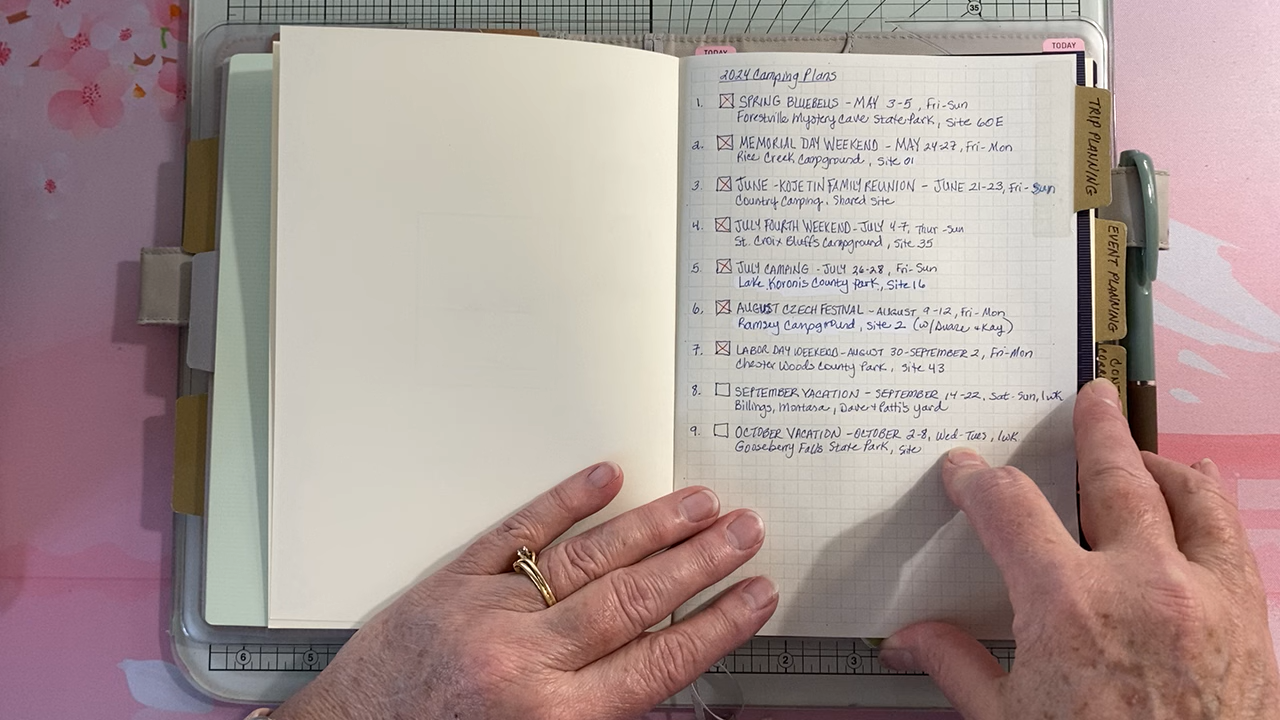 35
TODAY
TODAY
2024 Camping Plans
1. SPRING BLUEBELLS - MAY 3-5, Fri-Sun
Forestville Mystery Cave State Park, Site 60E
2. MEMORIAL DAY WEEKEND - MAY 24-27, Fri-Mon
Rice Creek Campground, Site 01
3. JUNE - KOJETIN FAMILY REUNION - JUNE 21-23, Fri-Sun
Country Camping, Shared Site
4. JULY FOURTH WEEKEND - JULY 4-7, Thur-Sun
St. Croix Bluffs Campground, Site 35
5. JULY CAMPING - JULY 26-28, Fri-Sun
Lake Koronis County Park, Site 16
6. AUGUST CZECH FESTIVAL - AUGUST 9-12, Fri-Mon
Ramsey Campground, Site 2 (w/Duane + Kay)
7. LABOR DAY WEEKEND - AUGUST 30-SEPTEMBER 2, Fri-Mon
Chester Woods County Park, Site 43
8. SEPTEMBER VACATION - SEPTEMBER 14-22, Sat-Sun, 1wk
Billings, Montana, Dave + Patti's yard
9. OCTOBER VACATION - OCTOBER 2-8, Wed-Tues, 1wk
Gooseberry Falls State Park, Site
TRIP PLANNING
EVENT PLANNING
6 5 2 3